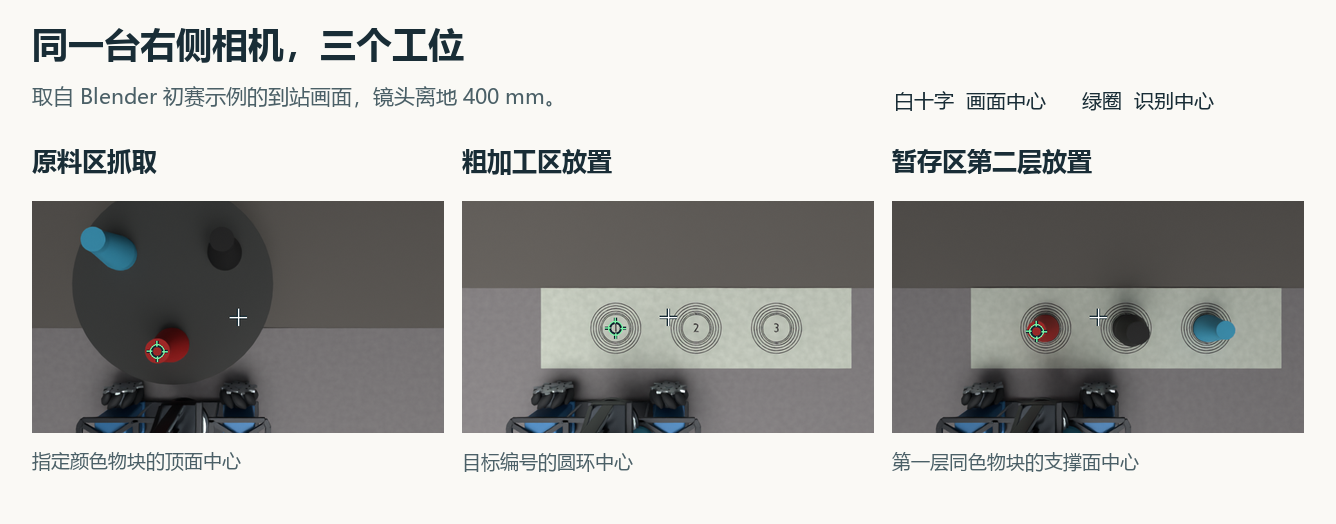 同一台右侧相机，三个工位
取自 Blender 初赛示例的到站画面，镜头离地 400 mm。
白十字 画面中心 绿圈 识别中心
原料区抓取
粗加工区放置
暂存区第二层放置
2
3
指定颜色物块的顶面中心
目标编号的圆环中心
第一层同色物块的支撑面中心